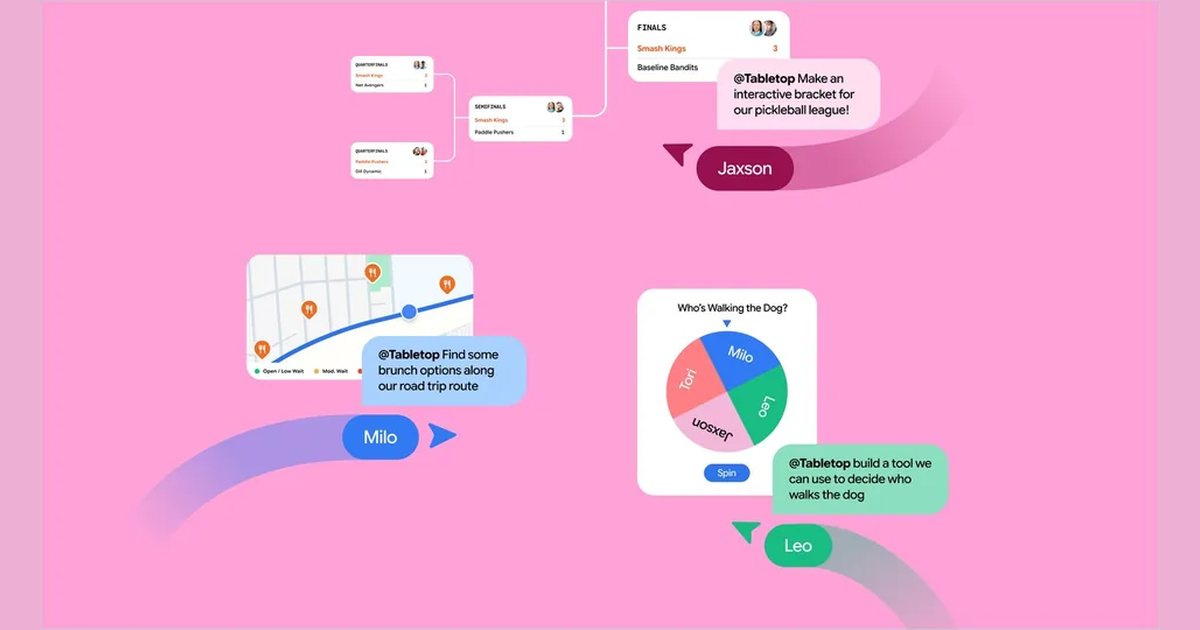 FINALS
Smash Kings 3
Baseline Bandits
@Tabletop Make an
interactive bracket for
our pickleball league!
Jaxson
QUARTERFINALS
Smash Kings 3
Net Avengers 1
SEMIFINALS
Smash Kings 3
Paddle Pushers 1
QUARTERFINALS
Paddle Pushers
Dill Dynamic 1
Open / Low Wait
Mod. Wait
@Tabletop Find some
brunch options along
our road trip route
Milo
Who's Walking the Dog?
Milo
Tori
Leo
Jaxson
Spin
@Tabletop build a tool we
can use to decide who
walks the dog
Leo